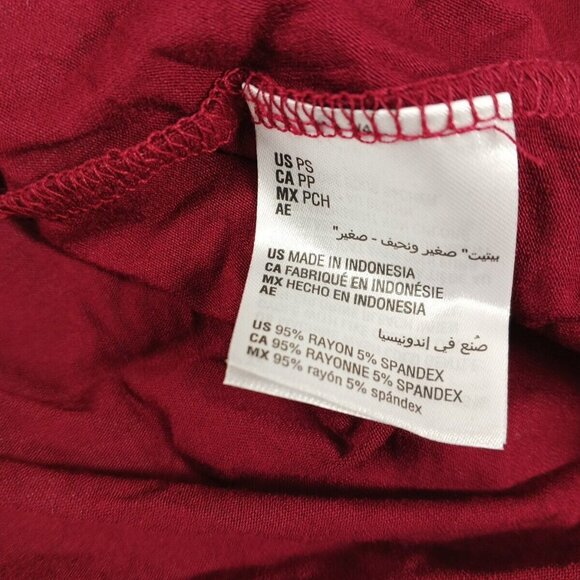 US PS
CA PP
MX PCH
AE
بيتيت" صغير ونحيف - صغير"
US MADE IN INDONESIA
CA FABRIQUÉ EN INDONÉSIE
MX HECHO EN INDONESIA
AE
صُنع في إندونيسيا
US 95% RAYON 5% SPANDEX
CA 95% RAYONNE 5% SPANDEX
MX 95% rayón 5% spándex